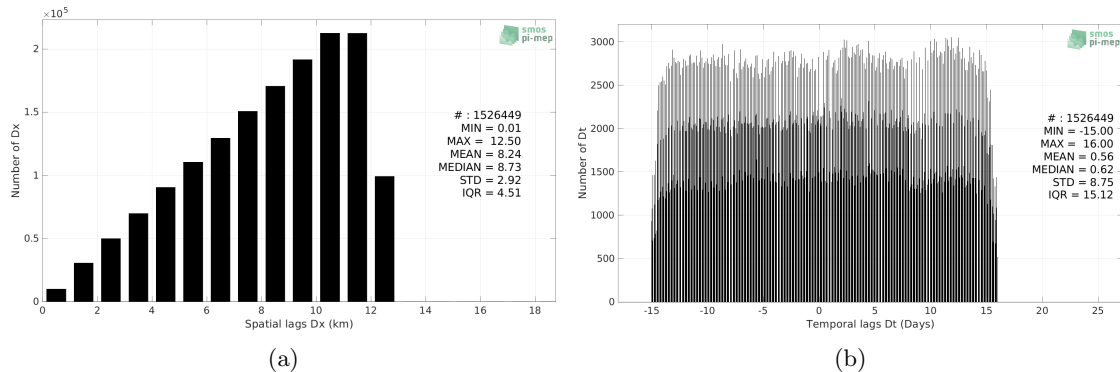 ×10^5
2
1.5
1
0.5
0
Number of Dx
0 2 4 6 8 10 12 14 16 18
Spatial lags Dx (km)
smos
pi-mep
# : 1526449
MIN = 0.01
MAX = 12.50
MEAN = 8.24
MEDIAN = 8.73
STD = 2.92
IQR = 4.51
(a)
3000
2500
2000
1500
1000
500
0
Number of Dt
-15 -10 -5 0 5 10 15 20 25
Temporal lags Dt (Days)
smos
pi-mep
# : 1526449
MIN = -15.00
MAX = 16.00
MEAN = 0.56
MEDIAN = 0.62
STD = 8.75
IQR = 15.12
(b)